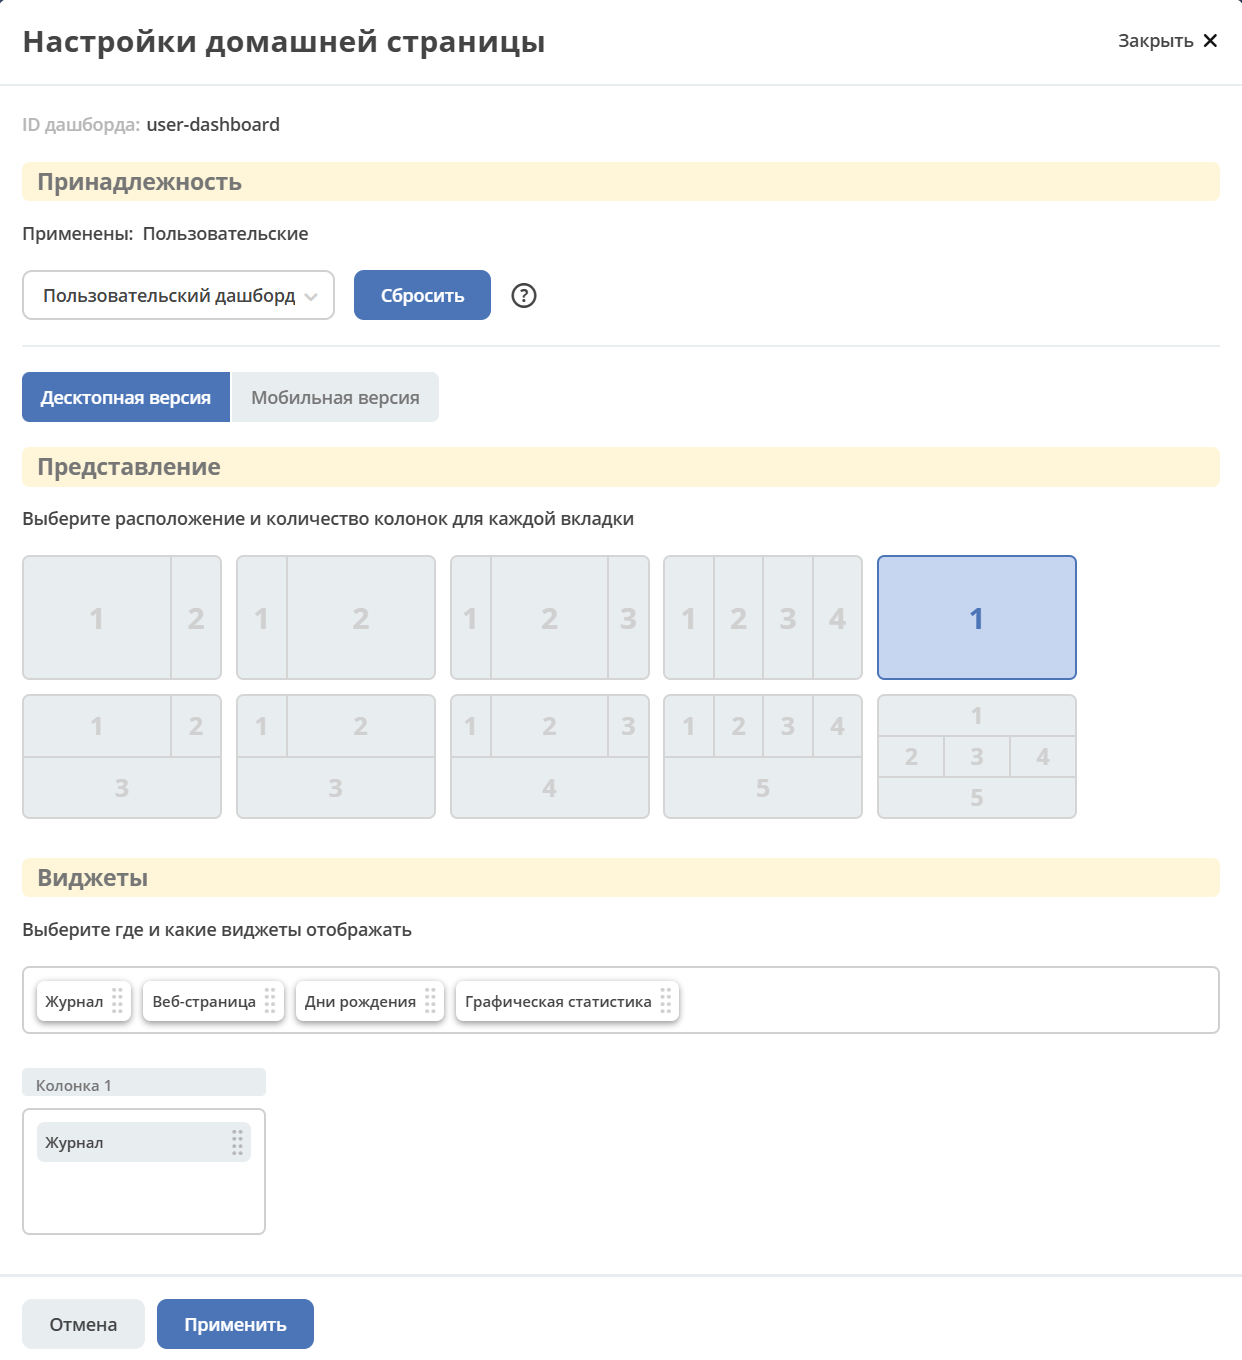 Настройки домашней страницы
Закрыть
ID дашборда: user-dashboard
Принадлежность
Применены: Пользовательские
Пользовательский дашборд
Сбросить
?
Десктопная версия
Мобильная версия
Представление
Выберите расположение и количество колонок для каждой вкладки
1 2
1 2
1 2 3
1 2 3 4
1
1 2
3
1 2
3
1 2 3
4
1 2 3 4
5
1
2 3 4
5
Виджеты
Выберите где и какие виджеты отображать
Журнал
Веб-страница
Дни рождения
Графическая статистика
Колонка 1
Журнал
Отмена
Применить